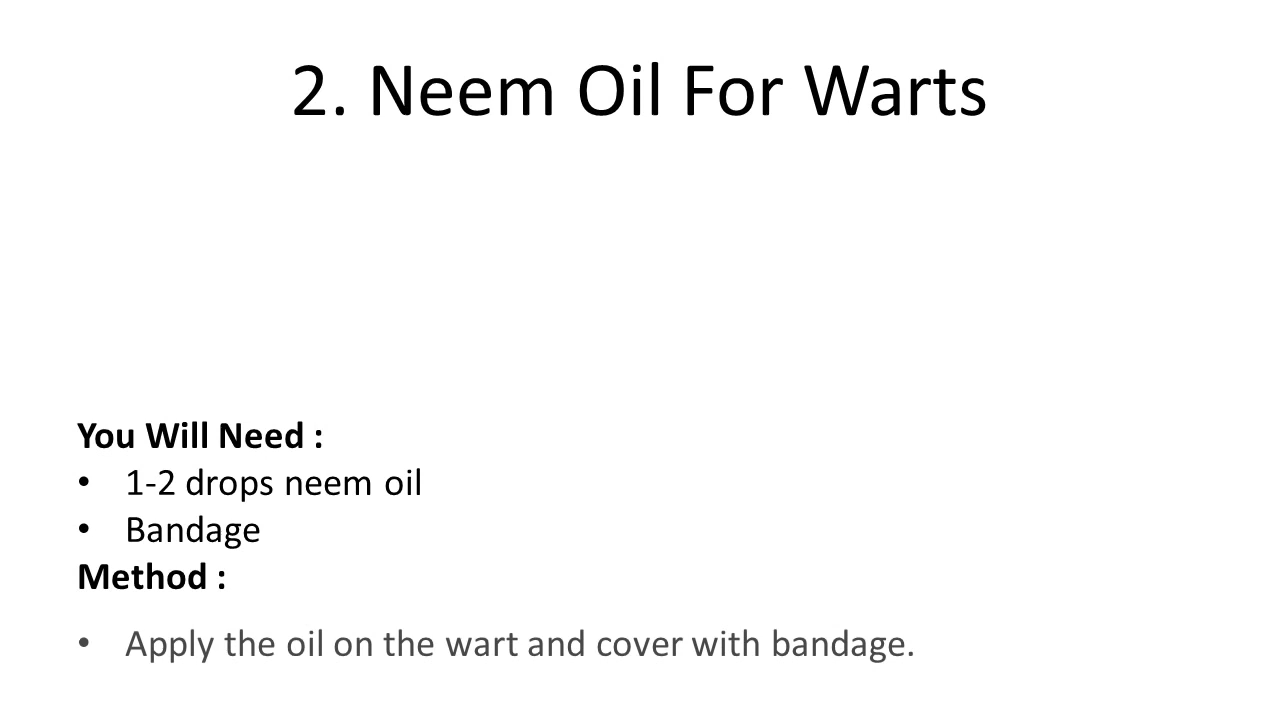 2. Neem Oil For Warts
You Will Need :
• 1-2 drops neem oil
• Bandage
Method :
• Apply the oil on the wart and cover with bandage.